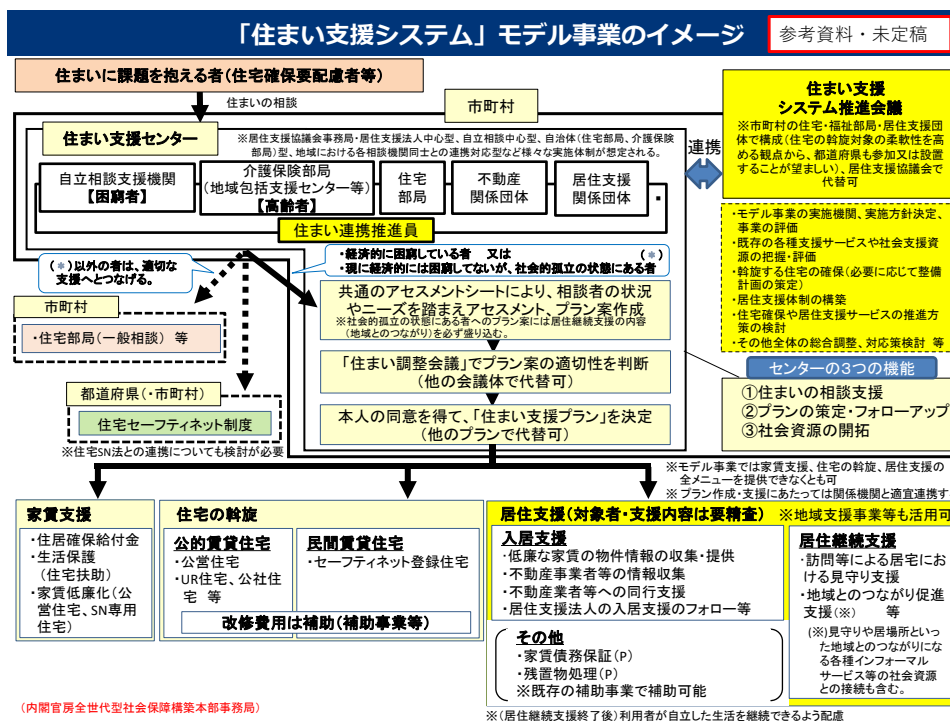 「住まい支援システム」モデル事業のイメージ
参考資料・未定稿
住まいに課題を抱える者（住宅確保要配慮者等）
住まいの相談
市町村
住まい支援センター
※居住支援協議会事務局・居住支援法人中心型、自立相談中心型、自治体（住宅部局、介護保険
部局）型、地域における各相談機関同士との連携対応型など様々な実施体制が想定される。
自立相談支援機関
【困窮者】
介護保険部局
（地域包括支援センター等）
【高齢者】
住宅
部局
不動産
関係団体
居住支援
関係団体
・
住まい連携推進員
連携
住まい支援
システム推進会議
※市町村の住宅・福祉部局・居住支援団
体で構成（住宅の斡旋対象の柔軟性を高
める観点から、都道府県も参加又は設置
することが望ましい）、居住支援協議会で
代替可
・モデル事業の実施機関、実施方針決定、
事業の評価
・既存の各種支援サービスや社会支援資
源の把握・評価
・斡旋する住宅の確保（必要に応じて整備
計画の策定）
・居住支援体制の構築
・住宅確保や居住支援サービスの推進方
策の検討
・その他全体の総合調整、対応策検討 等
（＊）以外の者は、適切な
支援へとつなげる。
・経済的に困窮している者 又は （＊）
・現に経済的には困窮してないが、社会的孤立の状態にある者
市町村
・住宅部局（一般相談） 等
都道府県（・市町村）
住宅セーフティネット制度
※住宅SN法との連携についても検討が必要
共通のアセスメントシートにより、相談者の状況
やニーズを踏まえアセスメント、プラン案作成
※社会的孤立の状態にある者へのプラン案には居住継続支援の内容
（地域とのつながり）を必ず盛り込む。
「住まい調整会議」でプラン案の適切性を判断
（他の会議体で代替可）
本人の同意を得て、「住まい支援プラン」を決定
（他のプランで代替可）
センターの3つの機能
①住まいの相談支援
②プランの策定・フォローアップ
③社会資源の開拓
※モデル事業では家賃支援、住宅の斡旋、居住支援の
全メニューを提供できなくとも可
※ プラン作成・支援にあたっては関係機関と適宜連携す
家賃支援
・住居確保給付金
・生活保護
（住宅扶助）
・家賃低廉化（公
営住宅、SN専用
住宅）
住宅の斡旋
公的賃貸住宅
・公営住宅
・UR住宅、公社住
宅 等
民間賃貸住宅
・セーフティネット登録住宅
改修費用は補助（補助事業等）
居住支援（対象者・支援内容は要精査）
※地域支援事業等も活用可
入居支援
・低廉な家賃の物件情報の収集・提供
・不動産事業者等の情報収集
・不動産業者等への同行支援
・居住支援法人の入居支援のフォロー等
その他
・家賃債務保証（P）
・残置物処理（P）
※既存の補助事業で補助可能
居住継続支援
・訪問等による居宅にお
ける見守り支援
・地域とのつながり促進
支援（※） 等
（※）見守りや居場所といっ
た地域とのつながりにな
る各種インフォーマル
サービス等の社会資源
との接続も含む。
（内閣官房全世代型社会保障構築本部事務局）
※（居住継続支援終了後）利用者が自立した生活を継続できるよう配慮